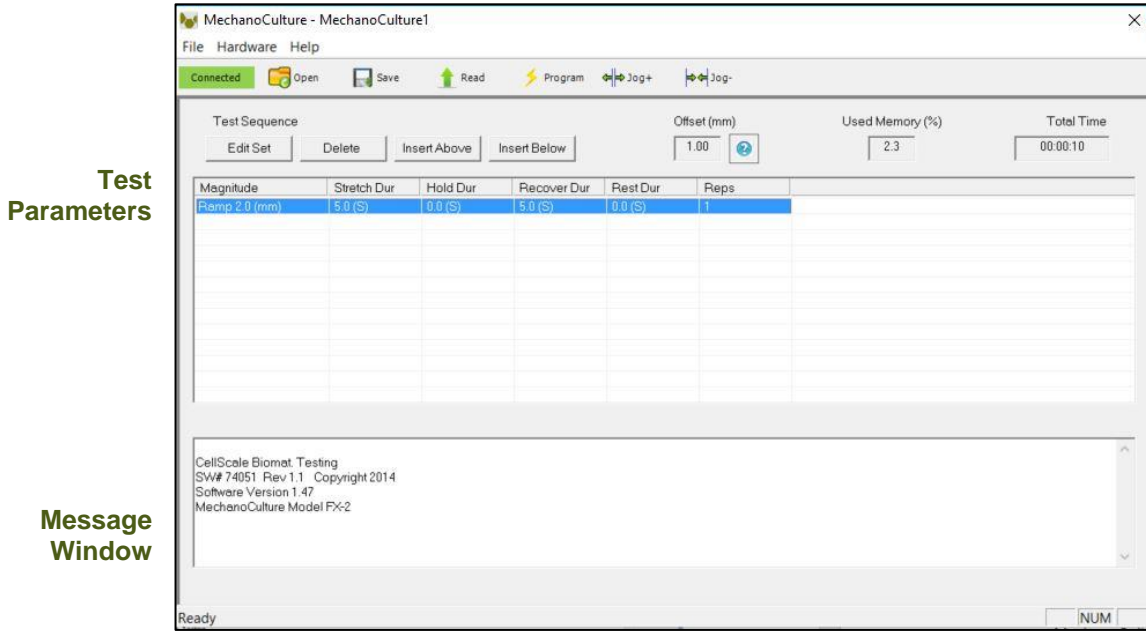 MechanoCulture - MechanoCulture1
File Hardware Help
Connected Open Save Read Program Jog+ Jog-
Test Sequence Offset (mm) Used Memory (%) Total Time
Edit Set Delete Insert Above Insert Below 1.00 2.3 00:00:10
Test
Parameters
Magnitude Stretch Dur Hold Dur Recover Dur Rest Dur Reps
Ramp 2.0 (mm) 5.0 (S) 0.0 (S) 5.0 (S) 0.0 (S) 1
CellScale Biomat. Testing
SW# 74051 Rev 1.1 Copyright 2014
Software Version 1.47
MechanoCulture Model FX-2
Message
Window
Ready NUM